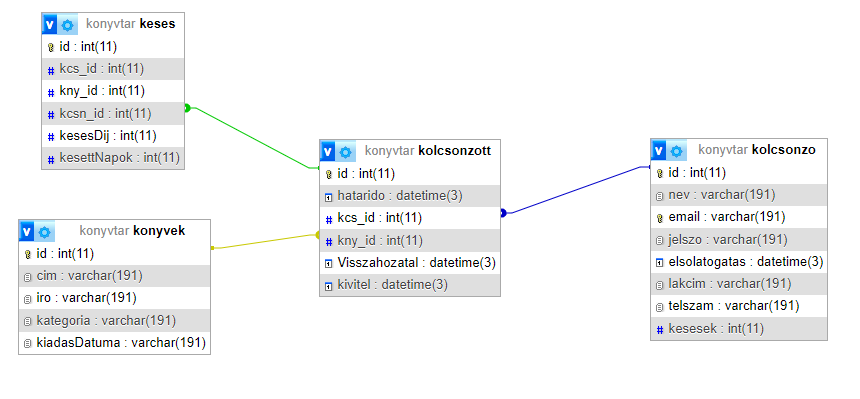 konyvtar keses
id : int(11)
kcs_id : int(11)
kny_id : int(11)
kcsn_id : int(11)
kesesDij : int(11)
kesettNapok : int(11)
konyvtar konyvek
id : int(11)
cim : varchar(191)
iro : varchar(191)
kategoria : varchar(191)
kiadasDatuma : varchar(191)
konyvtar kolcsonzott
id : int(11)
hatarido : datetime(3)
kcs_id : int(11)
kny_id : int(11)
Visszahozatal : datetime(3)
kivitel : datetime(3)
konyvtar kolcsonzo
id : int(11)
nev : varchar(191)
email : varchar(191)
jelszo : varchar(191)
elsolatogatas : datetime(3)
lakcim : varchar(191)
telszam : varchar(191)
kesesek : int(11)